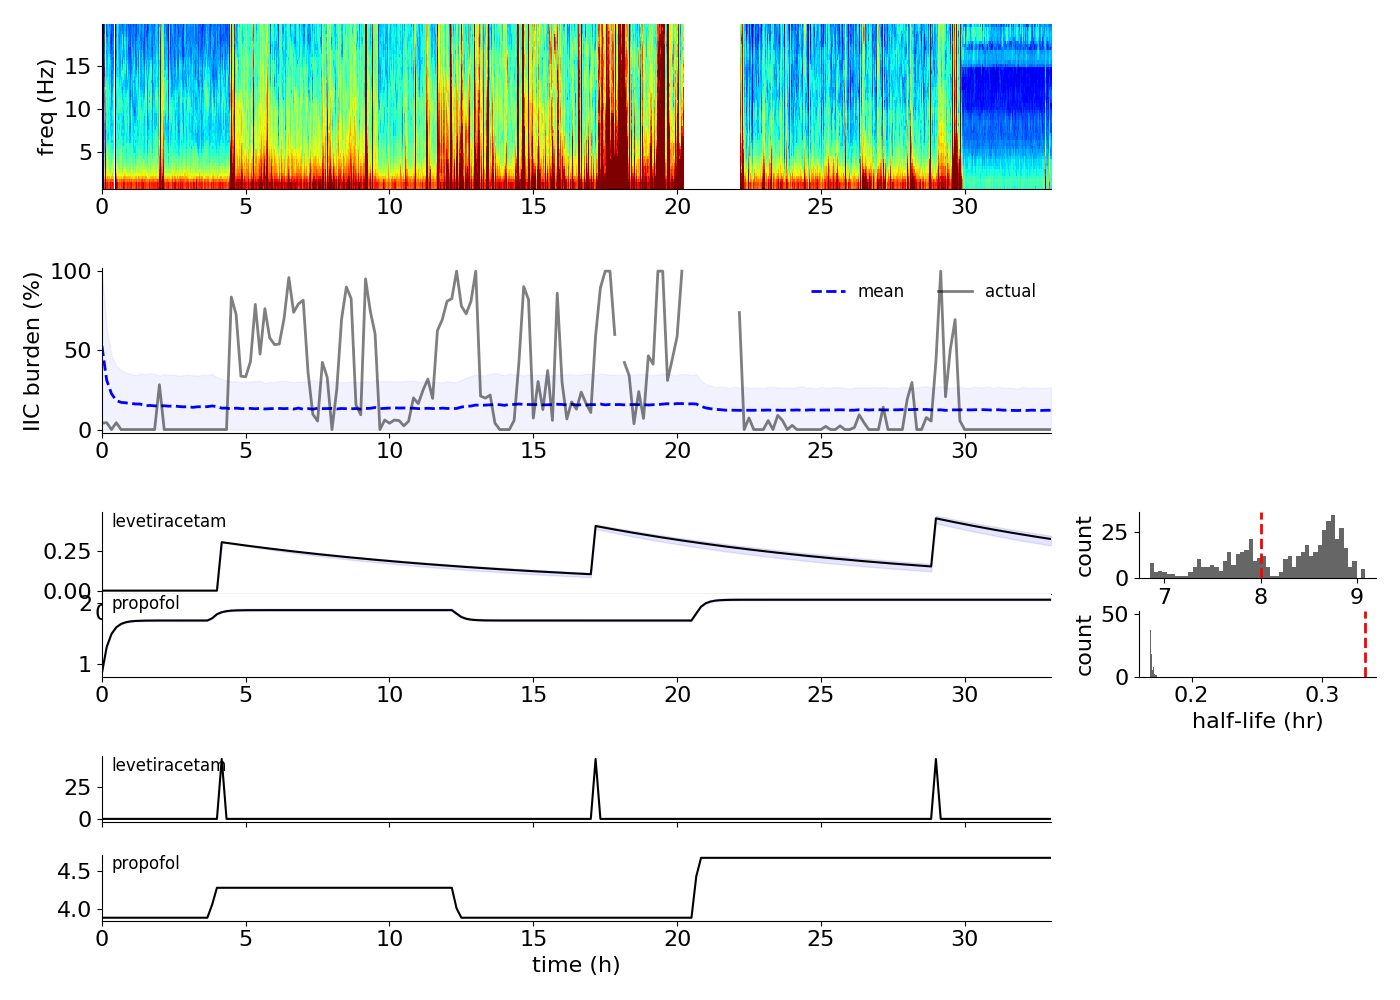 freq (Hz)
15
10
5
0 5 10 15 20 25 30
IIC burden (%)
100
50
0
mean actual
0 5 10 15 20 25 30
levetiracetam
0.25
0.00
0
propofol
2
1
0 5 10 15 20 25 30
count
25
0
7 8 9
count
50
0
0.2 0.3
half-life (hr)
levetiracetam
25
0
propofol
4.5
4.0
0 5 10 15 20 25 30
time (h)